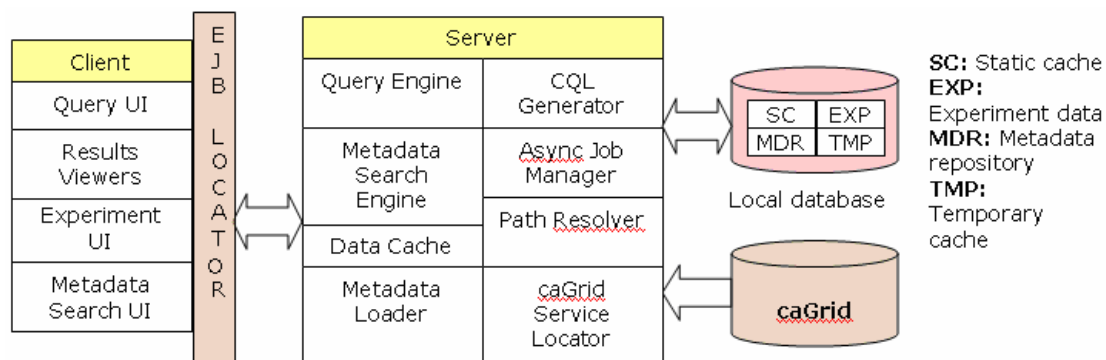 Client
Query UI
Results
Viewers
Experiment
UI
Metadata
Search UI
E
J
B
L
O
C
A
T
O
R
Server
Query Engine
CQL
Generator
Metadata
Search
Engine
Async Job
Manager
Path Resolver
Data Cache
Metadata
Loader
caGrid
Service
Locator
SC EXP
MDR TMP
Local database
caGrid
SC: Static cache
EXP:
Experiment data
MDR: Metadata
repository
TMP:
Temporary
cache